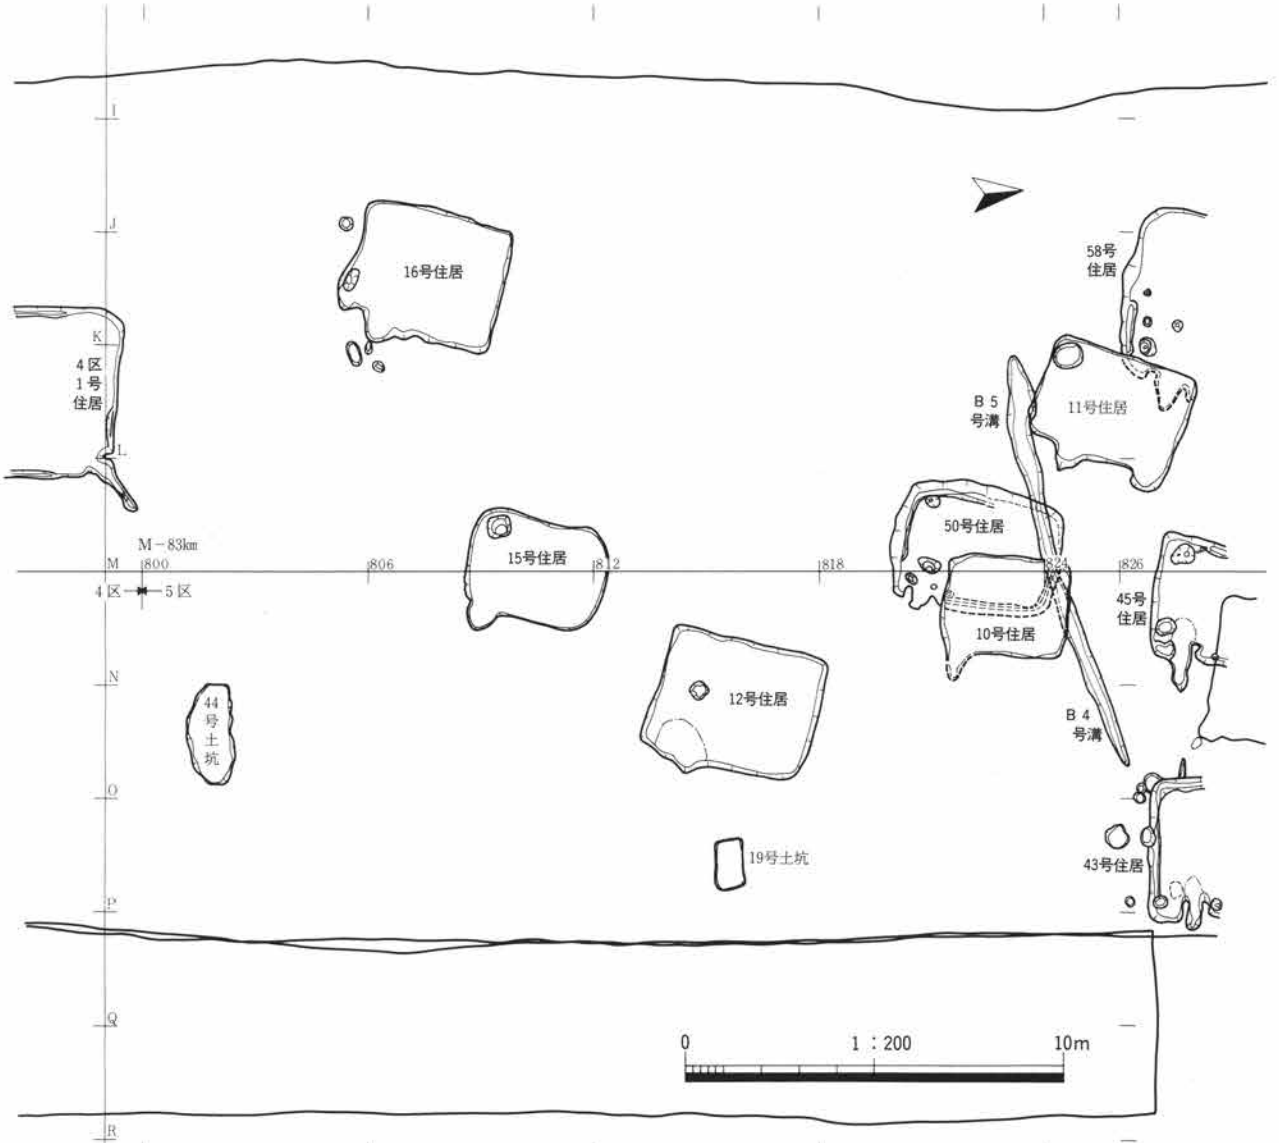 I
J
58号
住居
16号住居
K
4区
1号
住居
B 5
号溝
11号住居
L
50号住居
15号住居
M－83km
M
800
806
812
818
824
826
4区
5区
45号
住居
10号住居
N
44
号
土
坑
12号住居
B 4
号溝
O
19号土坑
43号住居
P
Q
0
1：200
10m
R